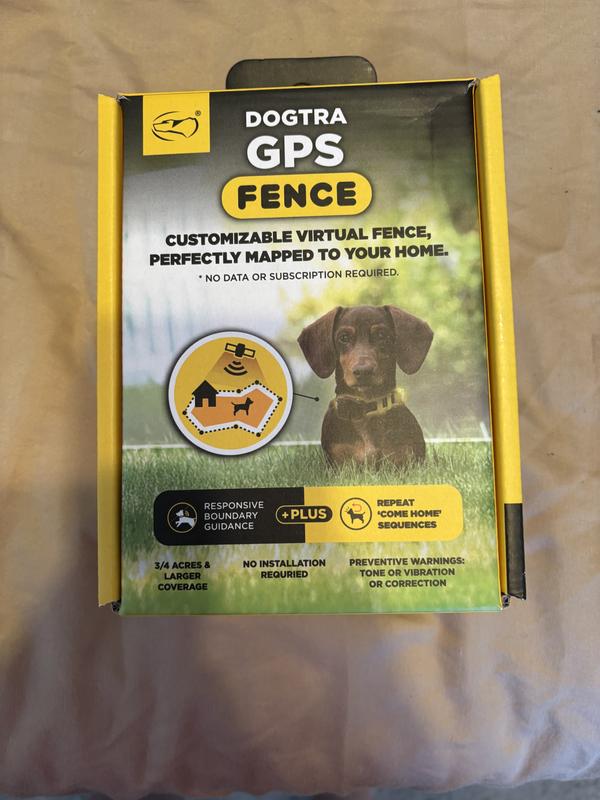 ®
DOGTRA
GPS
FENCE
CUSTOMIZABLE VIRTUAL FENCE,
PERFECTLY MAPPED TO YOUR HOME.
* NO DATA OR SUBSCRIPTION REQUIRED.
RESPONSIVE
BOUNDARY
GUIDANCE
+PLUS
REPEAT
'COME HOME'
SEQUENCES
3/4 ACRES &
LARGER
COVERAGE
NO INSTALLATION
REQURIED
PREVENTIVE WARNINGS:
TONE OR VIBRATION
OR CORRECTION